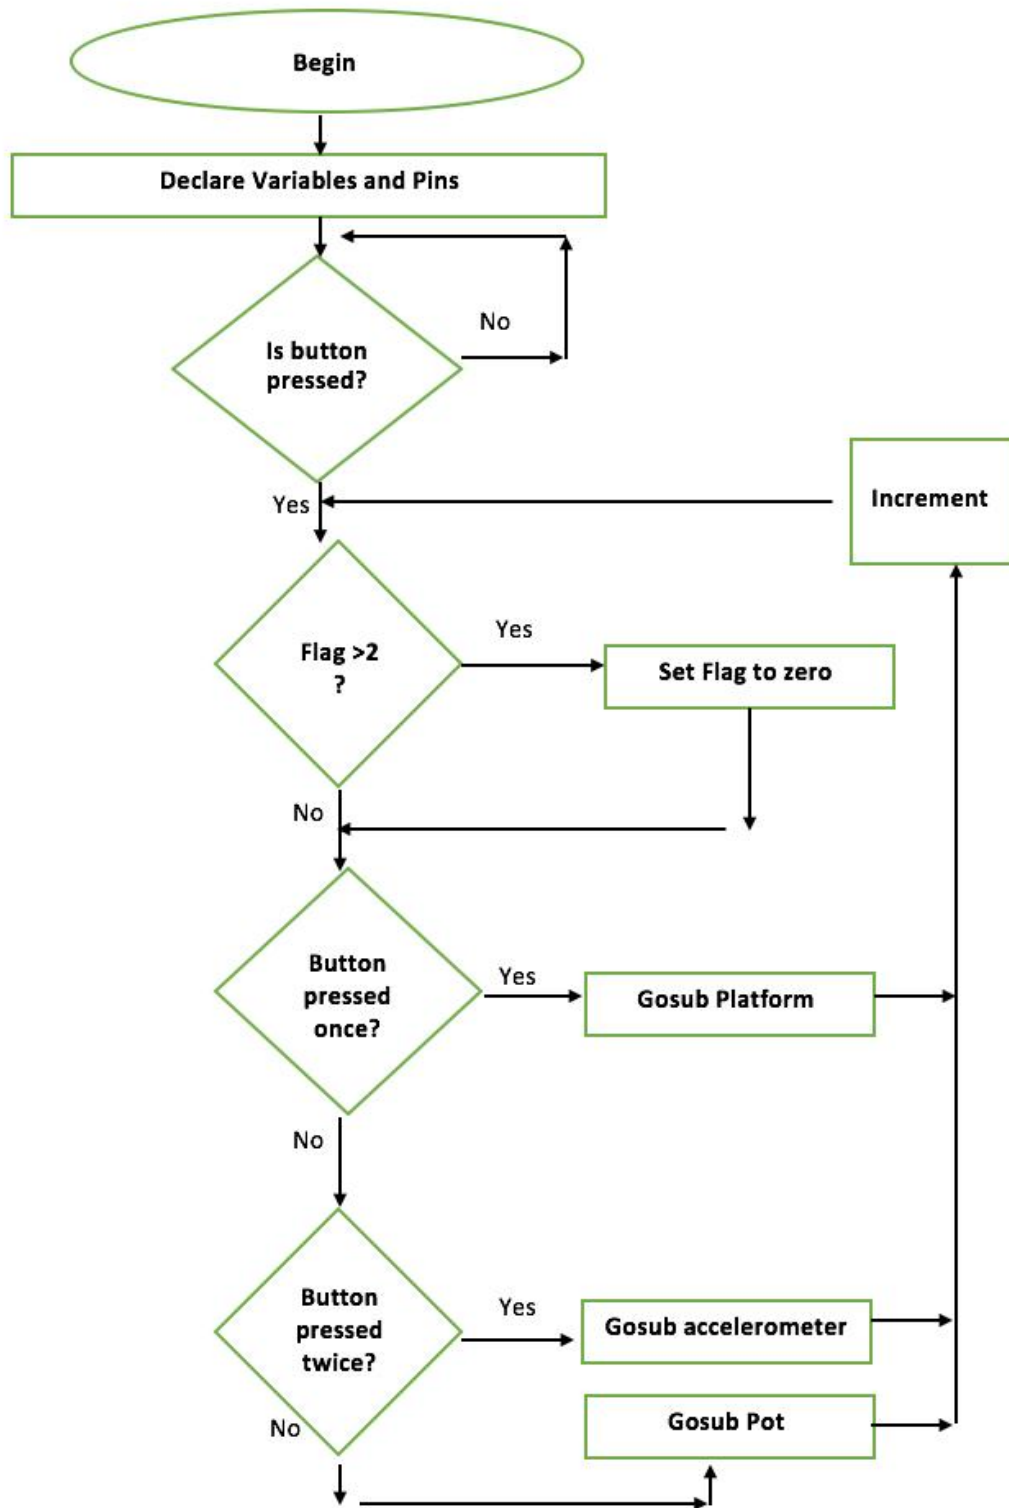 Begin
Declare Variables and Pins
Is button
pressed?
No
Yes
Increment
Flag >2
?
Yes
Set Flag to zero
No
Button
pressed
once?
Yes
Gosub Platform
No
Button
pressed
twice?
Yes
Gosub accelerometer
No
Gosub Pot